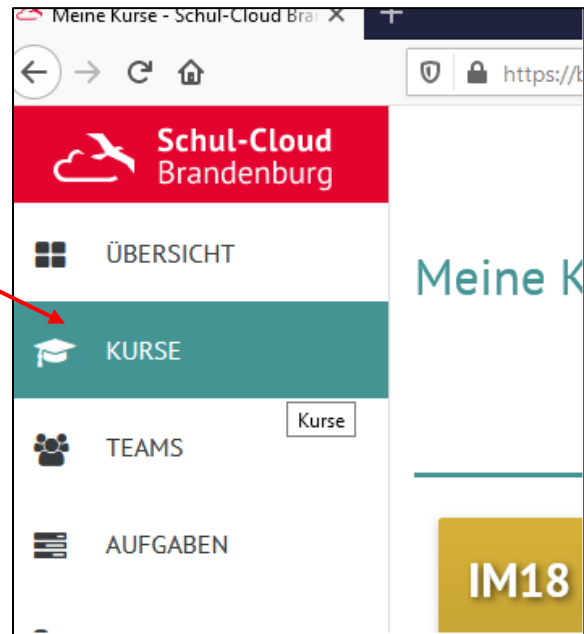 Meine Kurse - Schul-Cloud Bra
https://b
Schul-Cloud
Brandenburg
ÜBERSICHT
Meine K
KURSE
Kurse
TEAMS
AUFGABEN
IM18